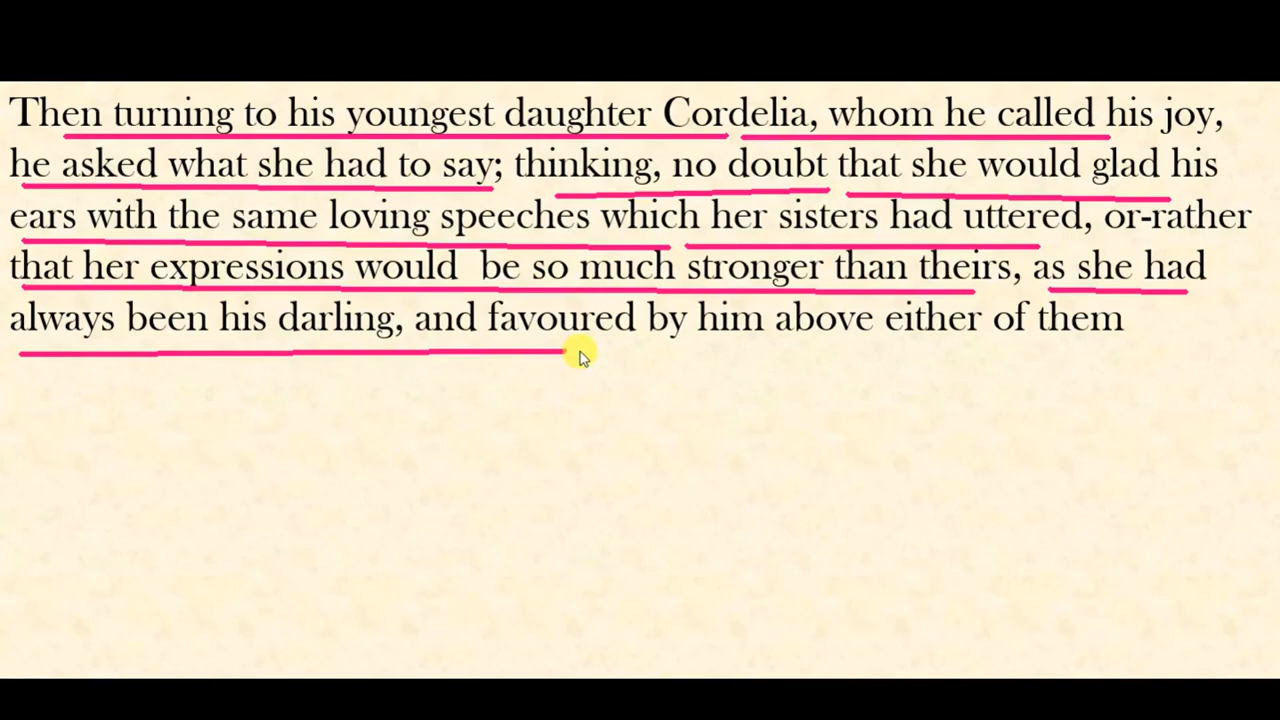 Then turning to his youngest daughter Cordelia, whom he called his joy,
he asked what she had to say; thinking, no doubt that she would glad his
ears with the same loving speeches which her sisters had uttered, or-rather
that her expressions would  be so much stronger than theirs, as she had
always been his darling, and favoured by him above either of them